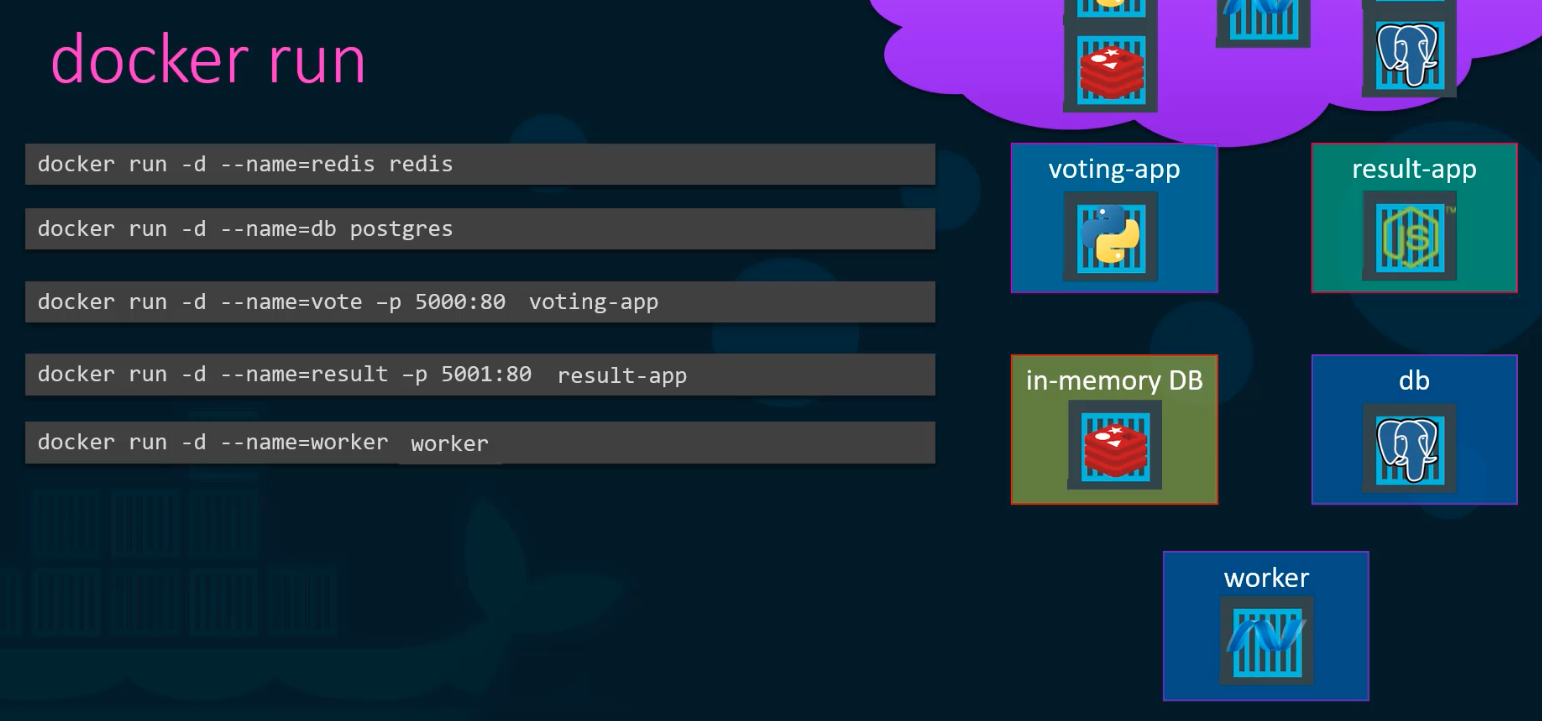 docker run
docker run -d --name=redis redis
docker run -d --name=db postgres
docker run -d --name=vote –p 5000:80 voting-app
docker run -d --name=result –p 5001:80 result-app
docker run -d --name=worker worker
voting-app
result-app
JS
TM
in-memory DB
db
worker